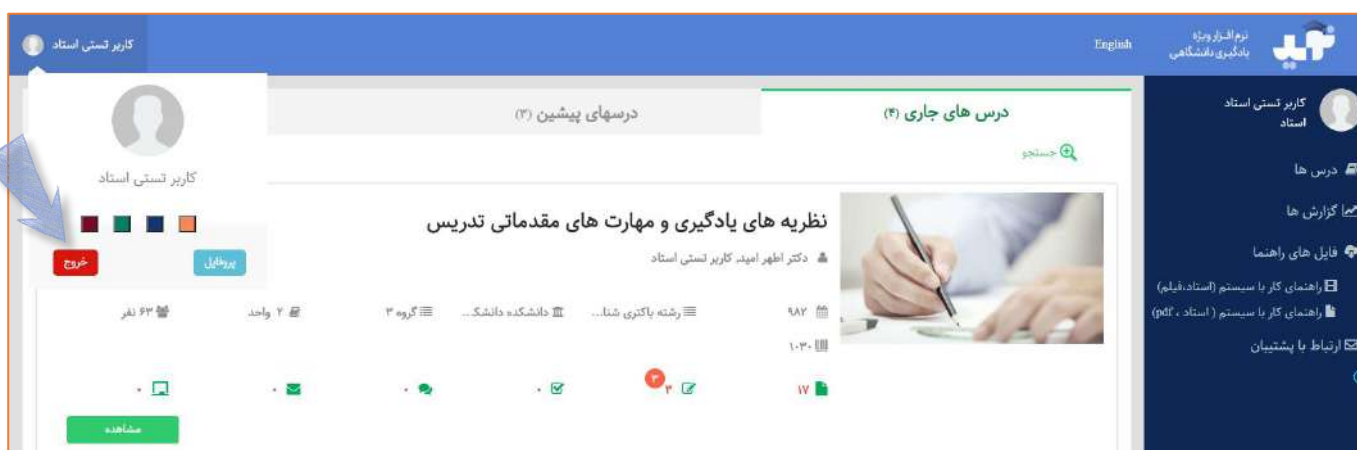 نوید
نرم‌افزار ویژه
یادگیری دانشگاهی
English
کاربر تستی استاد
کاربر تستی استاد
استاد
درس ها
گزارش ها
فایل های راهنما
راهنمای کار با سیستم (استاد،فیلم)
راهنمای کار با سیستم ( استاد ، pdf)
ارتباط با پشتیبان
درس های جاری (۴)
درسهای پیشین (۳)
جستجو
نظریه های یادگیری و مهارت های مقدماتی تدریس
دکتر اطهر امید, کاربر تستی استاد
۹۸۲
رشته باکتری شنا...
دانشکده دانشک...
گروه ۳
۲ واحد
۶۳ نفر
۱۰۳۰
۱۷
۳
۳
۰
۰
۰
۰
مشاهده
کاربر تستی استاد
پروفایل
خروج